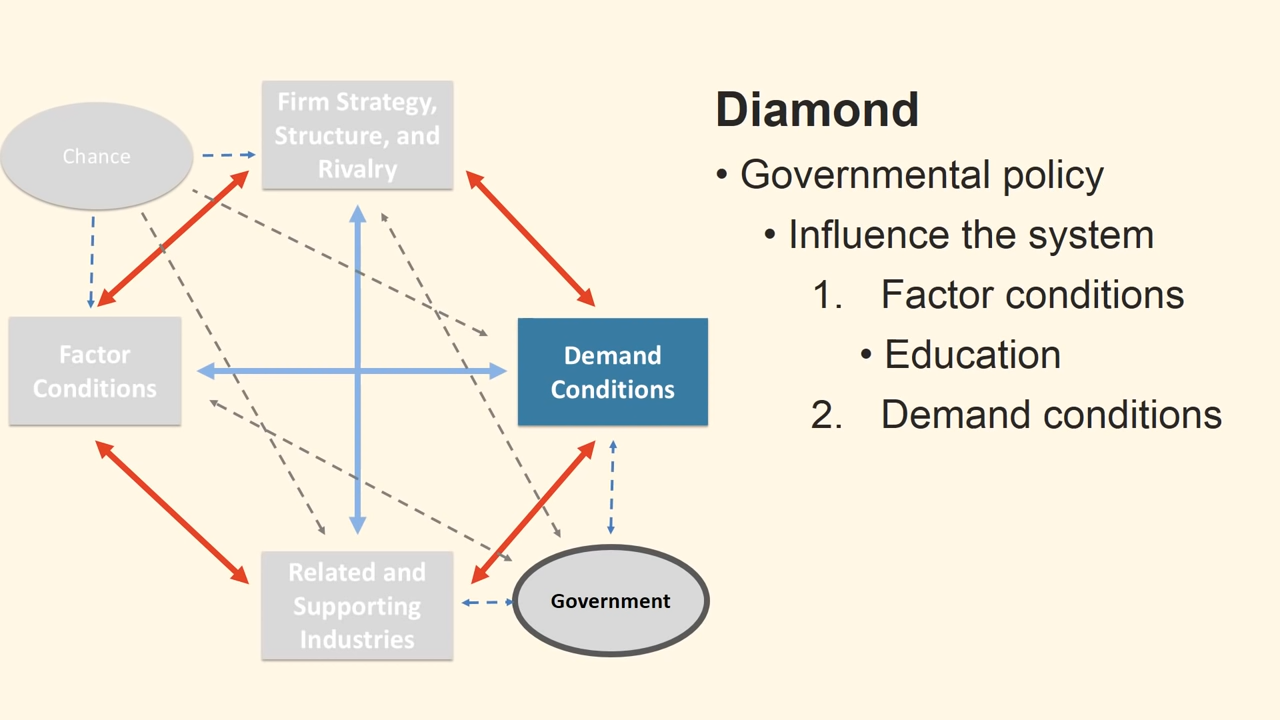 Chance
Firm Strategy,
Structure, and
Rivalry
Factor
Conditions
Demand
Conditions
Related and
Supporting
Industries
Government
Diamond
• Governmental policy
• Influence the system
1. Factor conditions
• Education
2. Demand conditions